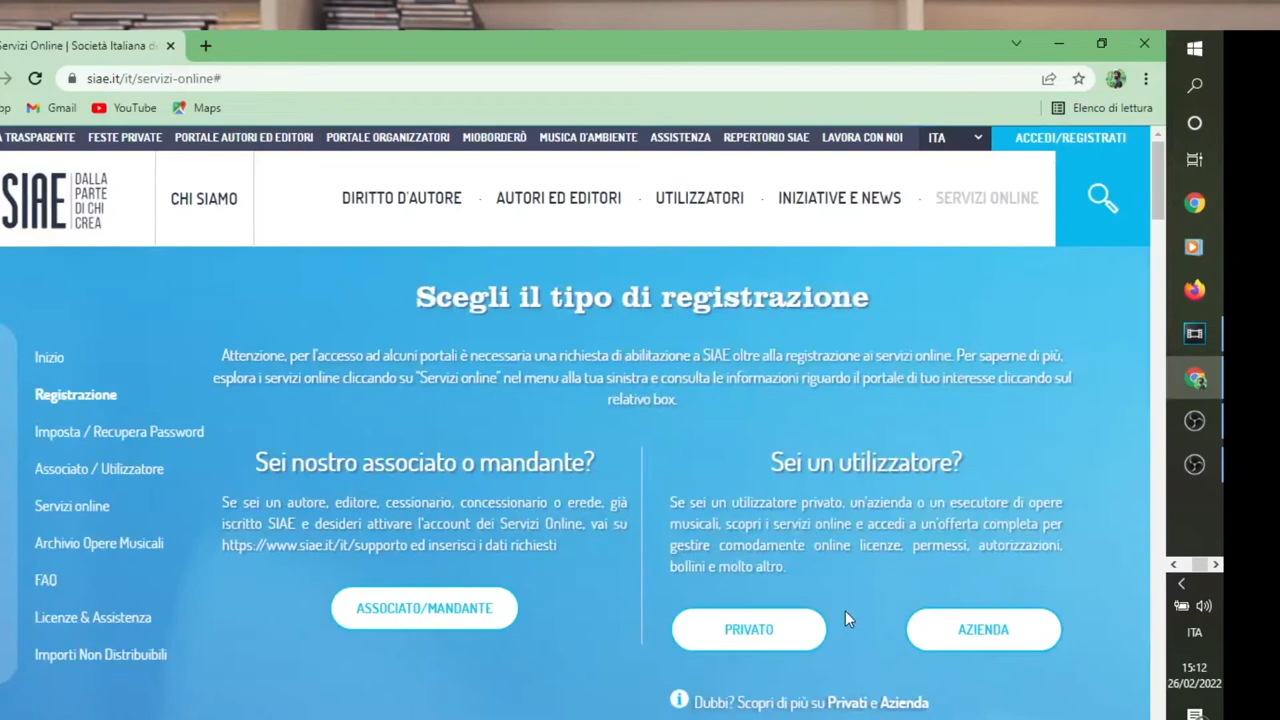 Servizi Online | Società Italiana d
siae.it/it/servizi-online#
Gmail YouTube Maps Elenco di lettura
TRASPARENTE FESTE PRIVATE PORTALE AUTORI ED EDITORI PORTALE ORGANIZZATORI MIOBORDERÒ MUSICA D'AMBIENTE ASSISTENZA REPERTORIO SIAE LAVORA CON NOI ITA ACCEDI/REGISTRATI
SIAE
DALLA
PARTE
DI CHI
CREA
CHI SIAMO
DIRITTO D'AUTORE · AUTORI ED EDITORI · UTILIZZATORI · INIZIATIVE E NEWS · SERVIZI ONLINE
Scegli il tipo di registrazione
Attenzione, per l'accesso ad alcuni portali è necessaria una richiesta di abilitazione a SIAE oltre alla registrazione ai servizi online. Per saperne di più,
esplora i servizi online cliccando su "Servizi online" nel menu alla tua sinistra e consulta le informazioni riguardo il portale di tuo interesse cliccando sul
relativo box.
Inizio
Registrazione
Imposta / Recupera Password
Associato / Utilizzatore
Servizi online
Archivio Opere Musicali
FAQ
Licenze & Assistenza
Importi Non Distribuibili
Sei nostro associato o mandante?
Se sei un autore, editore, cessionario, concessionario o erede, già
iscritto SIAE e desideri attivare l'account dei Servizi Online, vai su
https://www.siae.it/it/supporto ed inserisci i dati richiesti
ASSOCIATO/MANDANTE
Sei un utilizzatore?
Se sei un utilizzatore privato, un'azienda o un esecutore di opere
musicali, scopri i servizi online e accedi a un'offerta completa per
gestire comodamente online licenze, permessi, autorizzazioni,
bollini e molto altro.
PRIVATO AZIENDA
Dubbi? Scopri di più su Privati e Azienda
ITA
15:12
26/02/2022